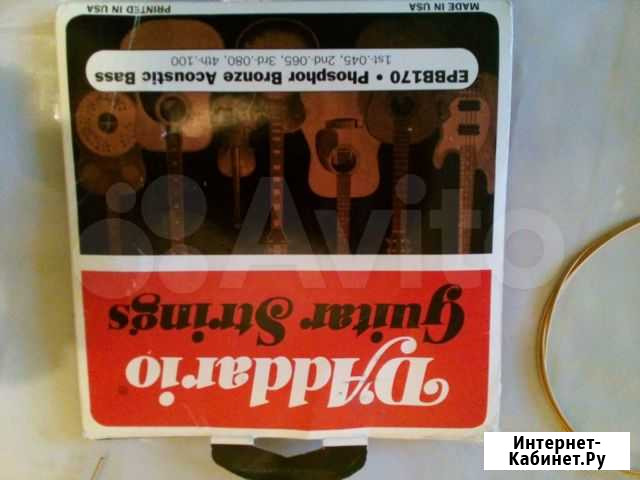 D'Addario
Guitar Strings
EPBB170 • Phosphor Bronze Acoustic Bass
1st.045, 2nd.065, 3rd.080, 4th.100
PRINTED IN USA
MADE IN USA
Avito
Интернет-
Кабинет.Ру